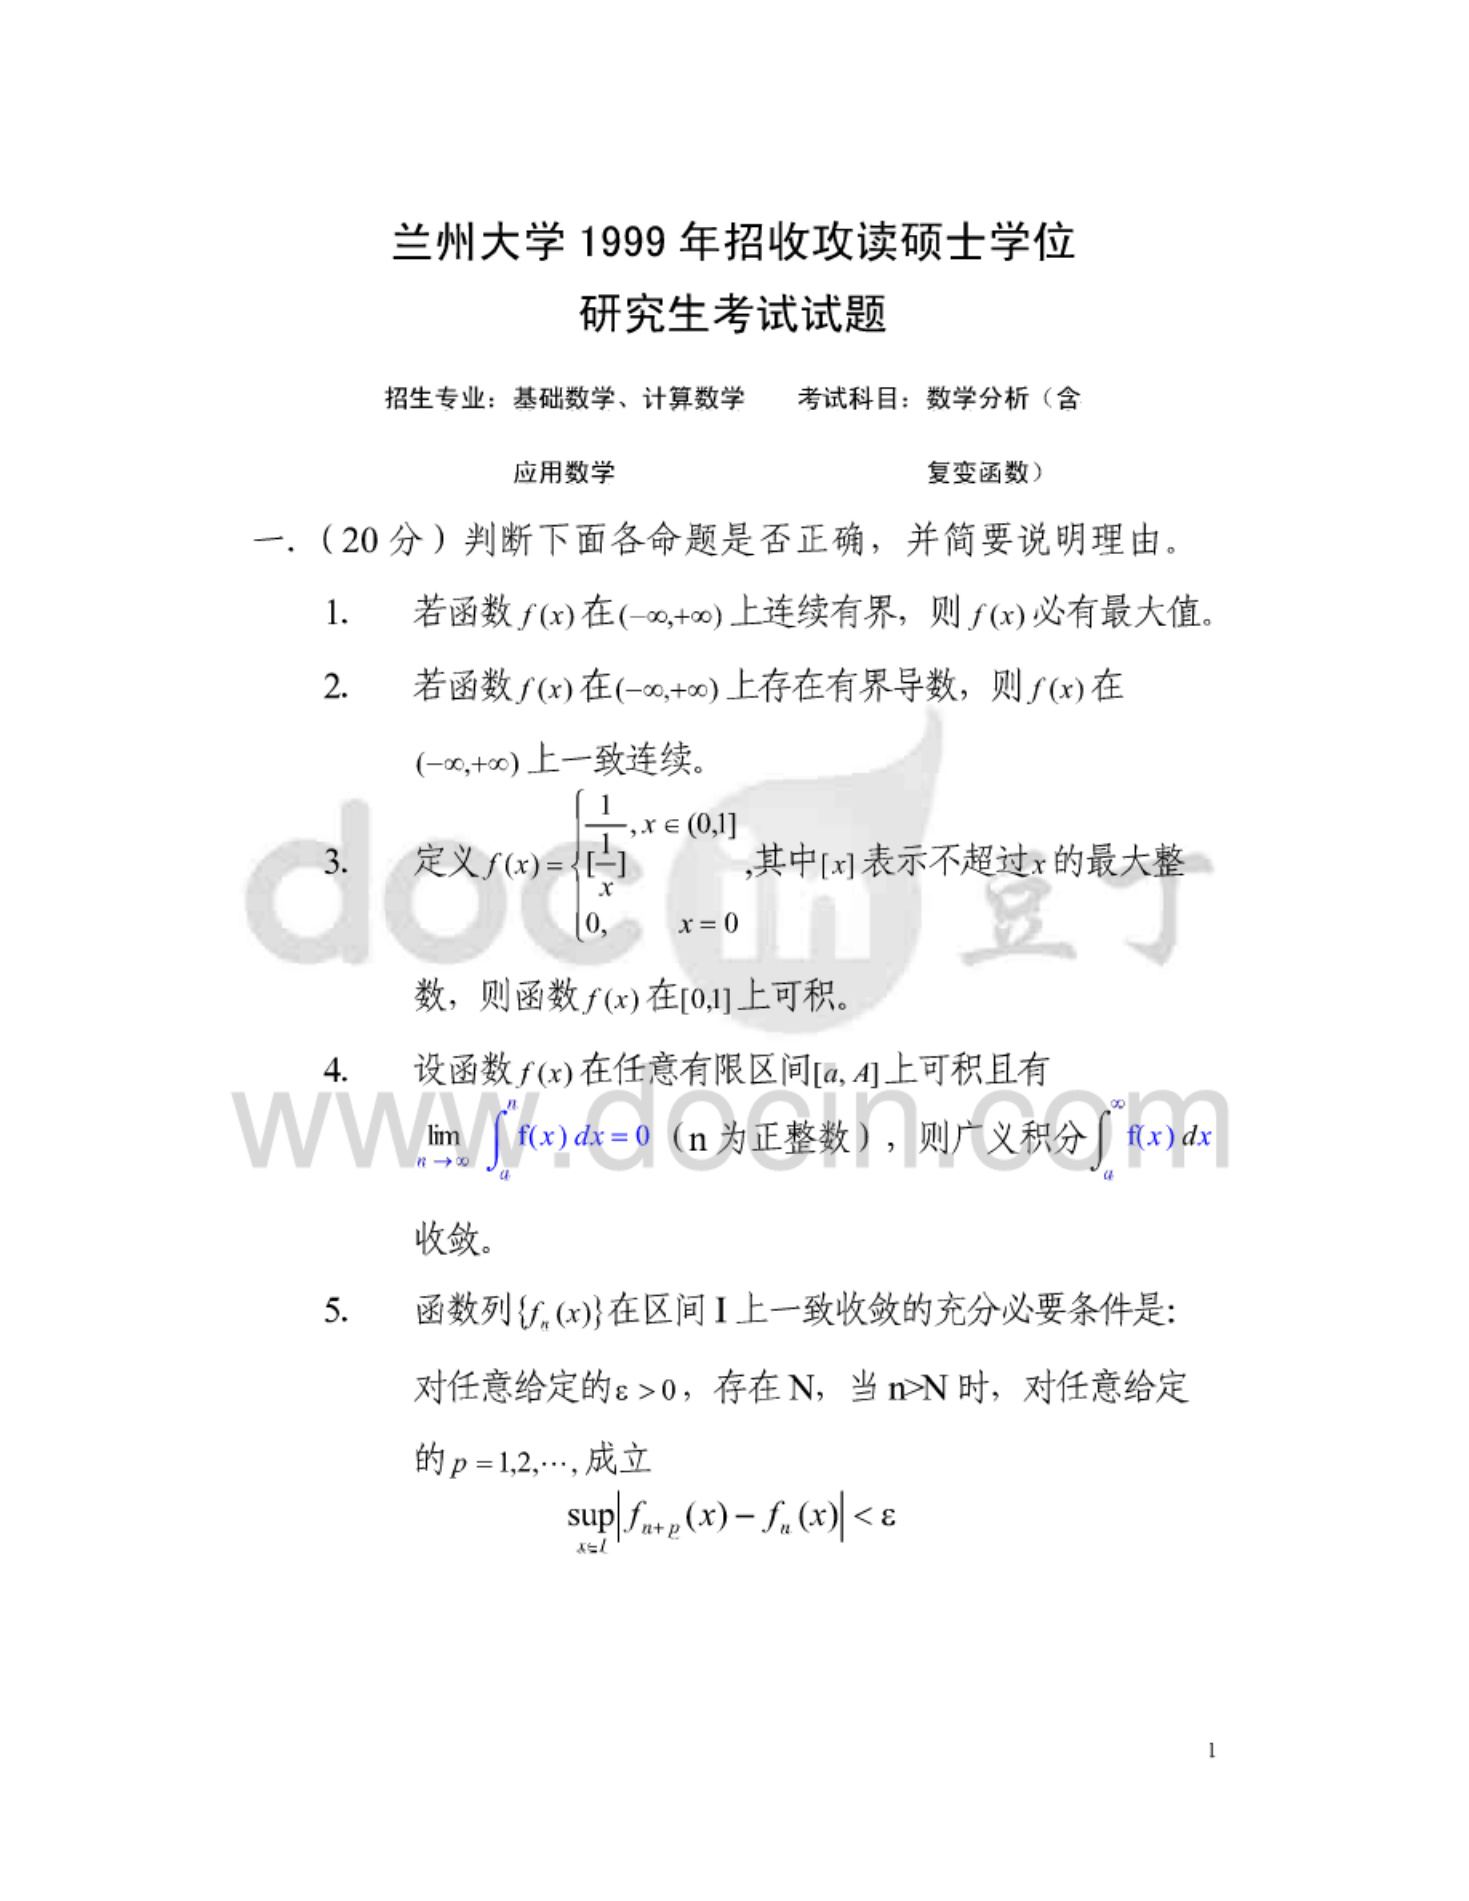 兰州大学 1999 年招收攻读硕士学位
研究生考试试题
招生专业：基础数学、计算数学 考试科目：数学分析（含
应用数学 复变函数）
一.（20 分）判断下面各命题是否正确，并简要说明理由。
1. 若函数 f(x) 在 (−∞,+∞) 上连续有界，则 f(x) 必有最大值。
2. 若函数 f(x) 在 (−∞,+∞) 上存在有界导数，则 f(x) 在
(−∞,+∞) 上一致连续。
3. 定义 f(x) = { 1/[1/x], x ∈ (0,1]; 0, x = 0 ,其中[x] 表示不超过 x 的最大整
数，则函数 f(x) 在[0,1]上可积。
4. 设函数 f(x) 在任意有限区间[a, A]上可积且有
lim_{n→∞} ∫_a^n f(x) dx = 0（n 为正整数），则广义积分 ∫_a^∞ f(x) dx
收敛。
5. 函数列{f_n(x)}在区间 I 上一致收敛的充分必要条件是：
对任意给定的 ε > 0，存在 N，当 n>N 时，对任意给定
的 p = 1,2,⋯, 成立
sup_{x∈I} |f_{n+p}(x) − f_n(x)| < ε
docin 豆丁
www.docin.com
1